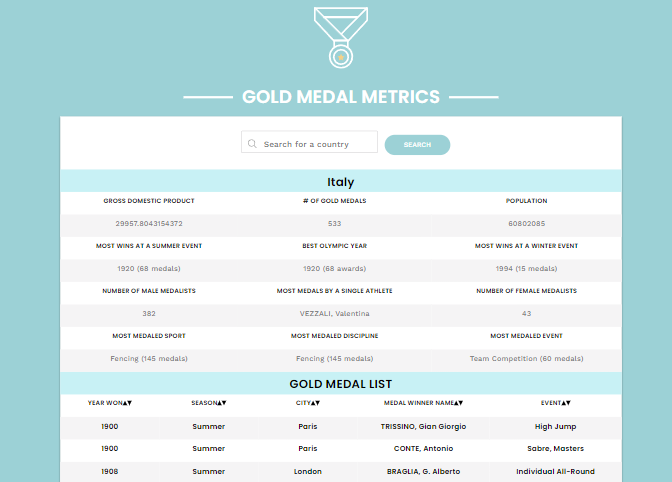 GOLD MEDAL METRICS
Search for a country SEARCH
Italy
GROSS DOMESTIC PRODUCT # OF GOLD MEDALS POPULATION
29957.8043154372 533 60802085
MOST WINS AT A SUMMER EVENT BEST OLYMPIC YEAR MOST WINS AT A WINTER EVENT
1920 (68 medals) 1920 (68 awards) 1994 (15 medals)
NUMBER OF MALE MEDALISTS MOST MEDALS BY A SINGLE ATHLETE NUMBER OF FEMALE MEDALISTS
382 VEZZALI, Valentina 43
MOST MEDALED SPORT MOST MEDALED DISCIPLINE MOST MEDALED EVENT
Fencing (145 medals) Fencing (145 medals) Team Competition (60 medals)
GOLD MEDAL LIST
YEAR WON▲▼ SEASON▲▼ CITY▲▼ MEDAL WINNER NAME▲▼ EVENT▲▼
1900 Summer Paris TRISSINO, Gian Giorgio High Jump
1900 Summer Paris CONTE, Antonio Sabre, Masters
1908 Summer London BRAGLIA, G. Alberto Individual All-Round